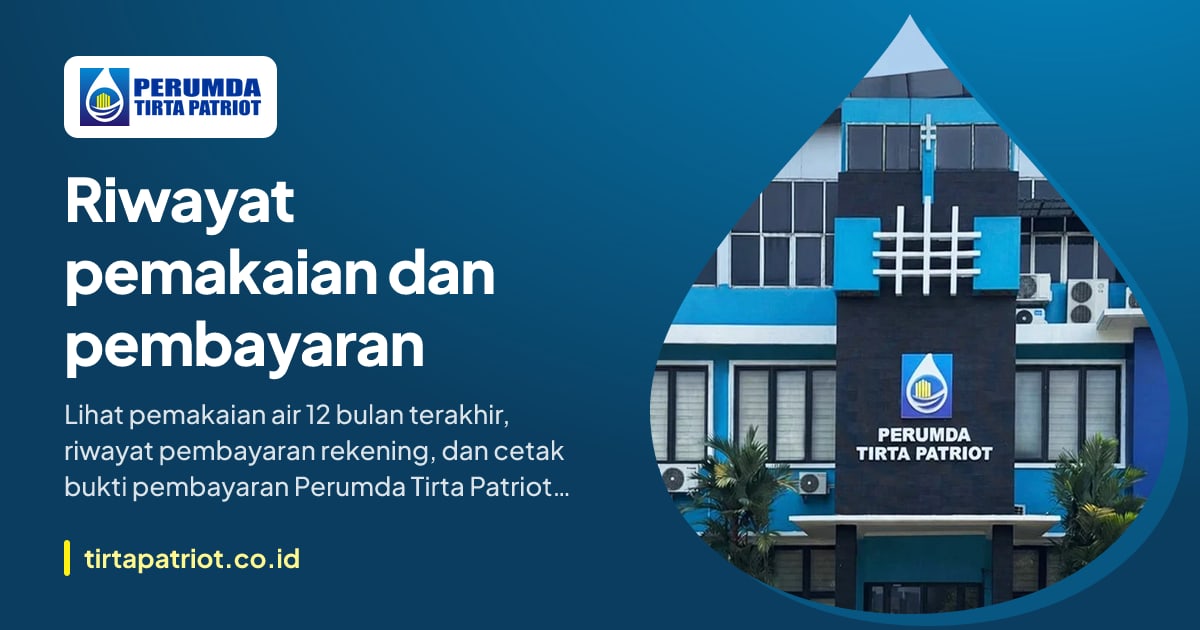 PERUMDA
TIRTA PATRIOT
Riwayat
pemakaian dan
pembayaran
Lihat pemakaian air 12 bulan terakhir,
riwayat pembayaran rekening, dan cetak
bukti pembayaran Perumda Tirta Patriot…
tirtapatriot.co.id
PERUMDA
TIRTA PATRIOT